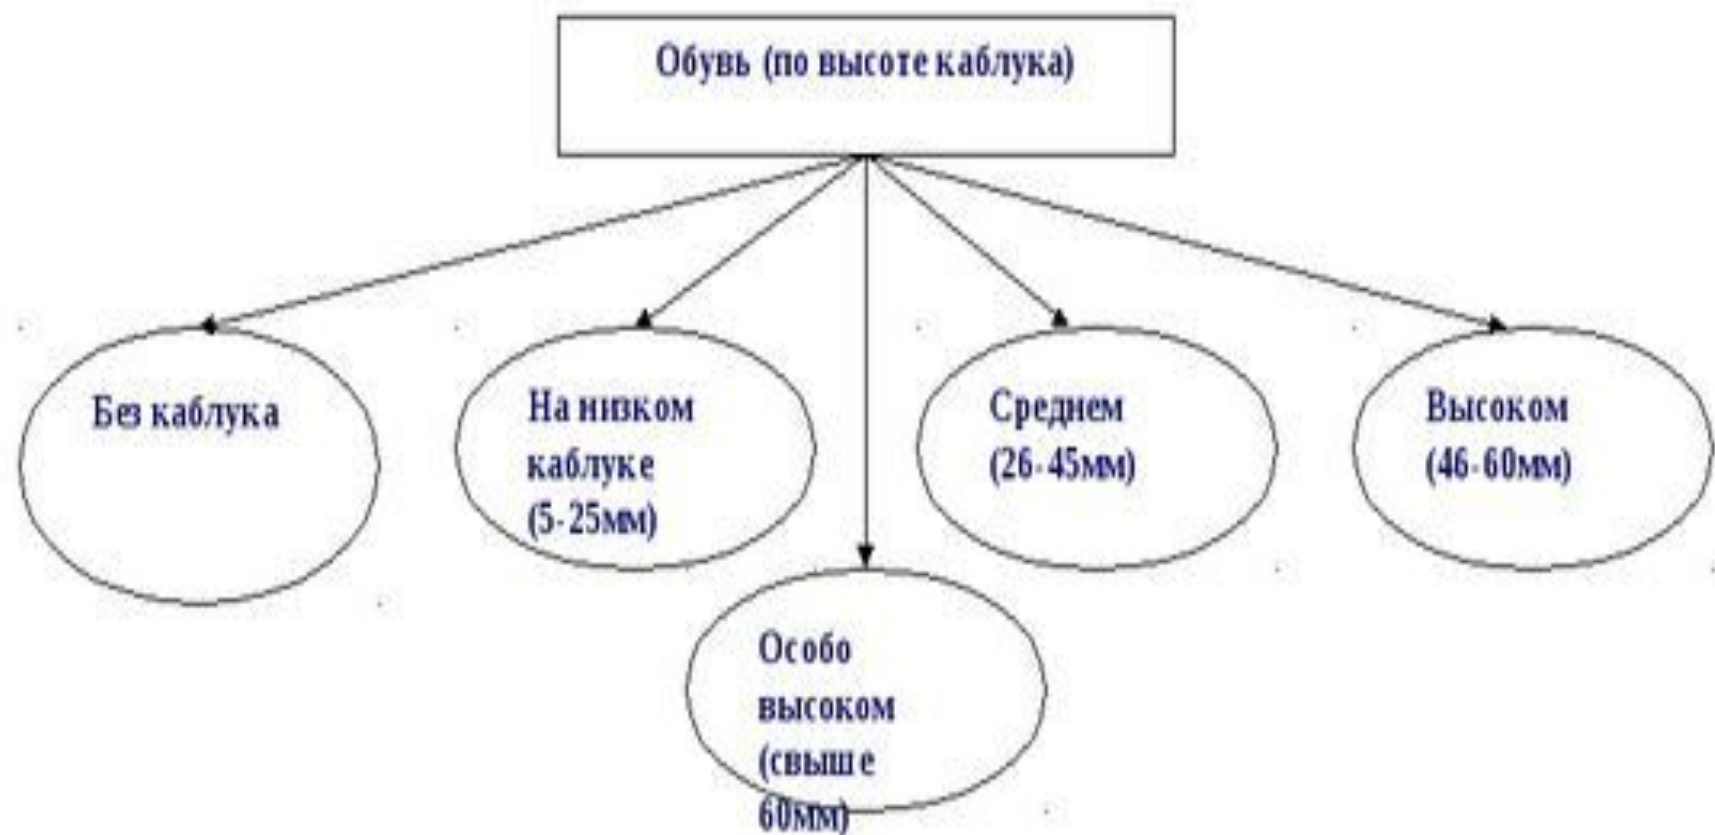 Обувь (по высоте каблука)
Без каблука
На низком
каблуке
(5-25мм)
Среднем
(26-45мм)
Высоком
(46-60мм)
Особо
высоком
(свыше
60мм)